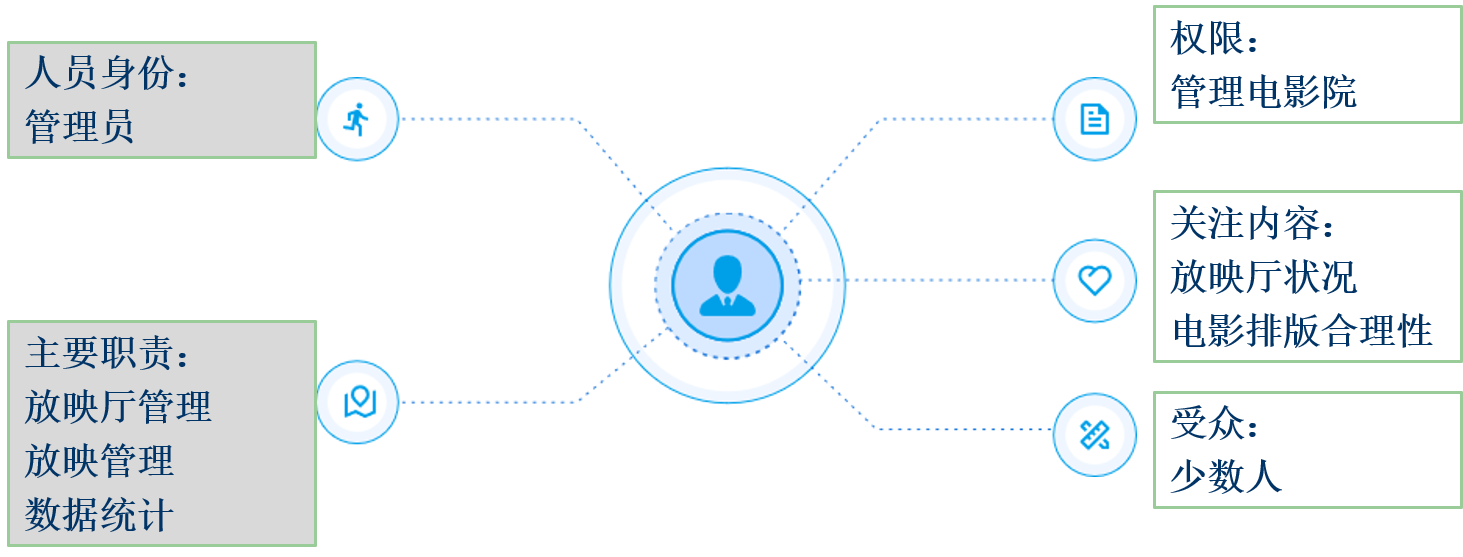 人员身份：
管理员
主要职责：
放映厅管理
放映管理
数据统计
权限：
管理电影院
关注内容：
放映厅状况
电影排版合理性
受众：
少数人